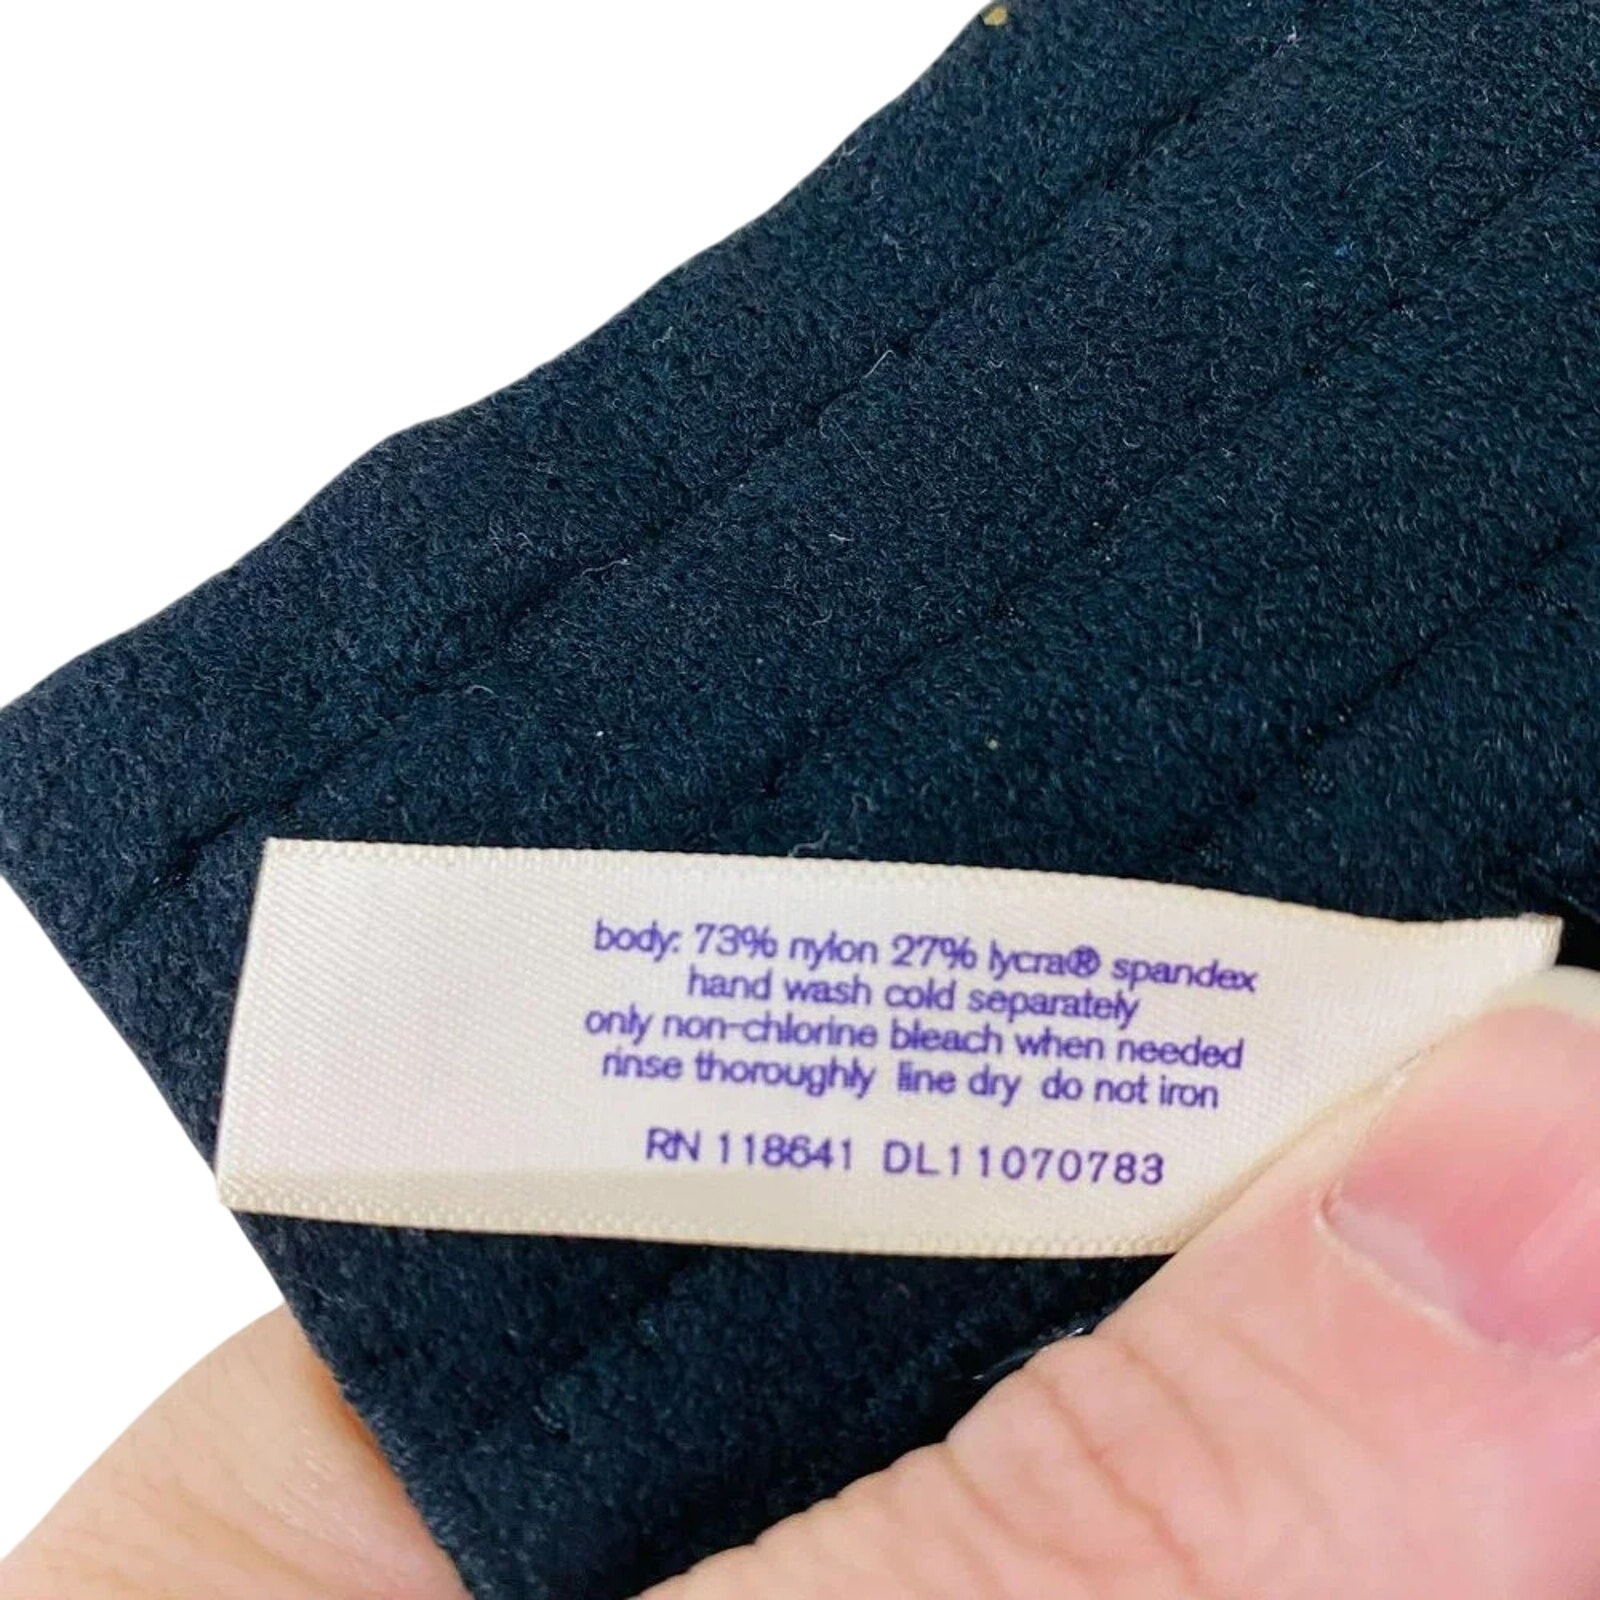 body: 73% nylon 27% lycra® spandex
hand wash cold separately
only non-chlorine bleach when needed
rinse thoroughly line dry do not iron
RN 118641 DL11070783